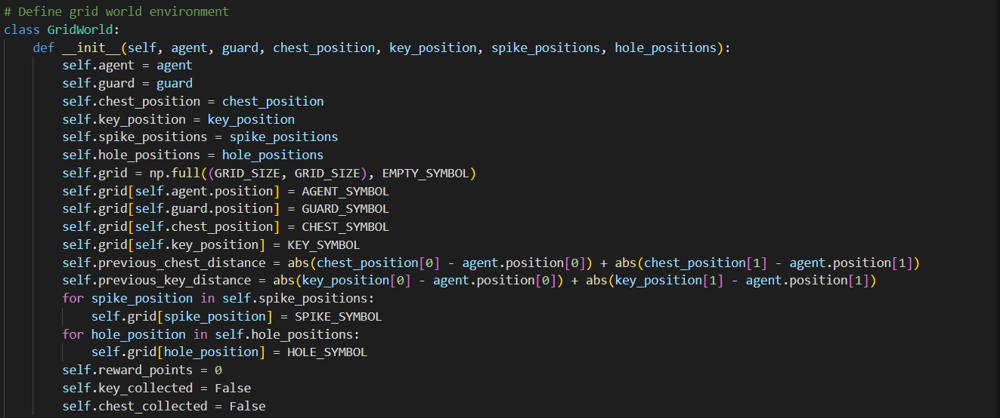 # Define grid world environment
class GridWorld:
    def __init__(self, agent, guard, chest_position, key_position, spike_positions, hole_positions):
        self.agent = agent
        self.guard = guard
        self.chest_position = chest_position
        self.key_position = key_position
        self.spike_positions = spike_positions
        self.hole_positions = hole_positions
        self.grid = np.full((GRID_SIZE, GRID_SIZE), EMPTY_SYMBOL)
        self.grid[self.agent.position] = AGENT_SYMBOL
        self.grid[self.guard.position] = GUARD_SYMBOL
        self.grid[self.chest_position] = CHEST_SYMBOL
        self.grid[self.key_position] = KEY_SYMBOL
        self.previous_chest_distance = abs(chest_position[0] - agent.position[0]) + abs(chest_position[1] - agent.position[1])
        self.previous_key_distance = abs(key_position[0] - agent.position[0]) + abs(key_position[1] - agent.position[1])
        for spike_position in self.spike_positions:
            self.grid[spike_position] = SPIKE_SYMBOL
        for hole_position in self.hole_positions:
            self.grid[hole_position] = HOLE_SYMBOL
        self.reward_points = 0
        self.key_collected = False
        self.chest_collected = False